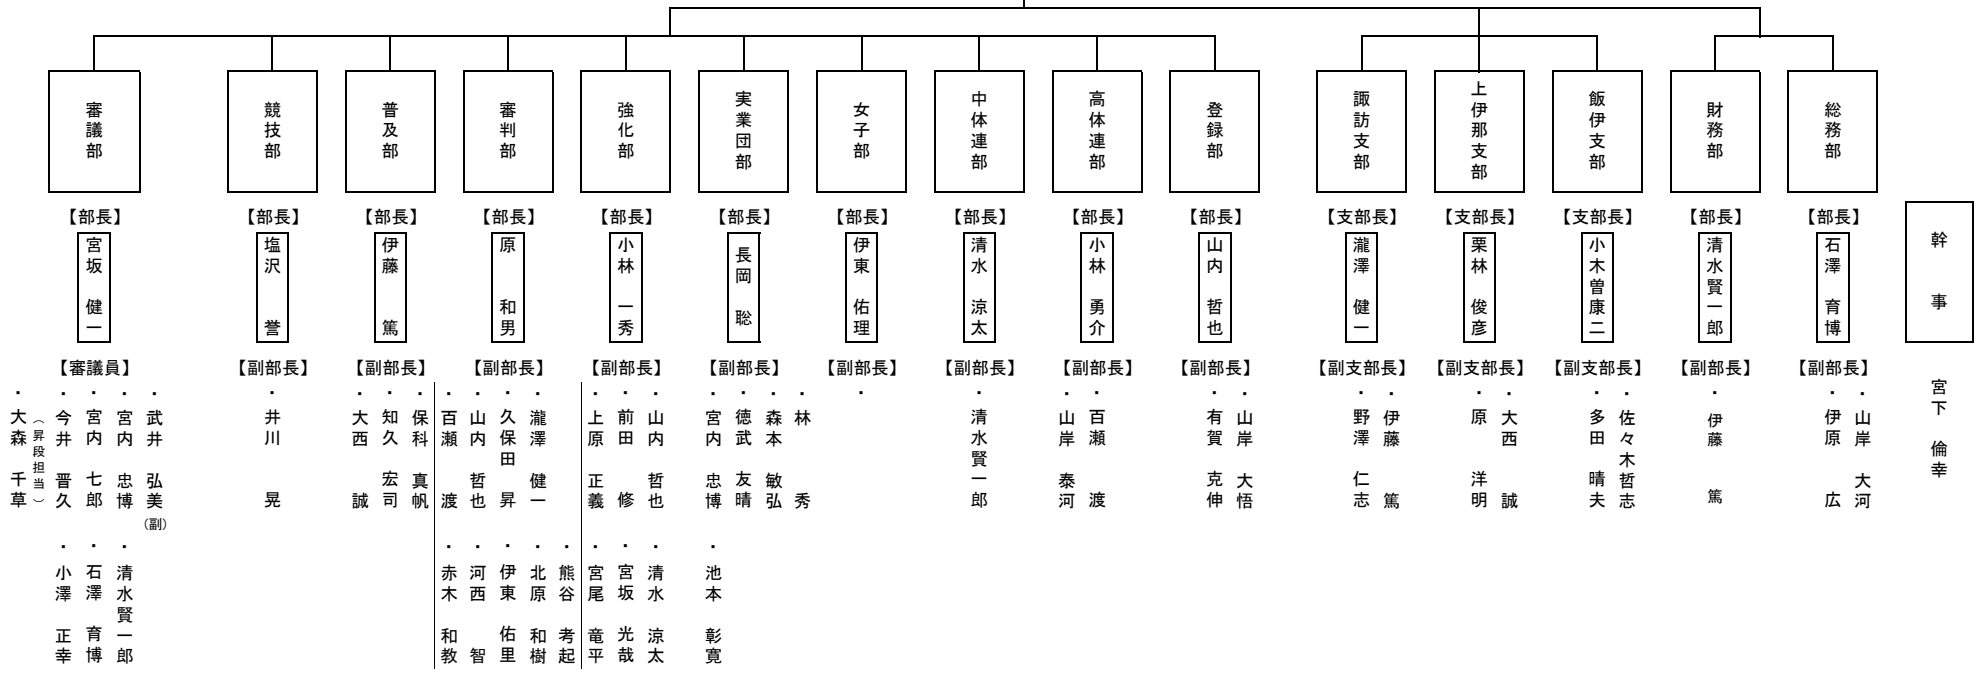 総務部
【部長】
石澤　育博
【副部長】
・山岸　大河
・伊原　広
財務部
【部長】
清水賢一郎
【副部長】
・伊藤　篤
飯伊支部
【支部長】
小木曽康二
【副支部長】
・佐々木哲志
・多田　晴夫
上伊那支部
【支部長】
栗林　俊彦
【副支部長】
・大西　誠
・原　洋明
諏訪支部
【支部長】
瀧澤　健一
【副支部長】
・伊藤　篤
・野澤　仁志
登録部
【部長】
山内　哲也
【副部長】
・山岸　大悟
・有賀　克伸
高体連部
【部長】
小林　勇介
【副部長】
・百瀬　渡
・山岸　泰河
中体連部
【部長】
清水　涼太
【副部長】
・清水賢一郎
女子部
【部長】
伊東　佑理
【副部長】
・
実業団部
【部長】
長岡　聡
【副部長】
・林　秀
・森本　敏弘
・徳武　友晴
・宮内　忠博
・池本　彰寛
強化部
【部長】
小林　一秀
【副部長】
・山内　哲也
・前田　修
・上原　正義
・清水　涼太
・宮坂　光哉
・宮尾　竜平
審判部
【部長】
原　和男
【副部長】
・瀧澤　健一
・久保田　昇
・山内　哲也
・百瀬　渡
・熊谷　考起
・北原　和樹
・伊東　佑里
・河西　智
・赤木　和教
普及部
【部長】
伊藤　篤
【副部長】
・保科　真帆
・知久　宏司
・大西　誠
競技部
【部長】
塩沢　誉
【副部長】
・井川　晃
審議部
【部長】
宮坂　健一
【審議員】
・武井　弘美（副）
・宮内　忠博
・宮内　七郎
・今井　晋久
（昇段担当）
・大森　千草
・清水賢一郎
・石澤　育博
・小澤　正幸
幹　事
宮下　倫幸